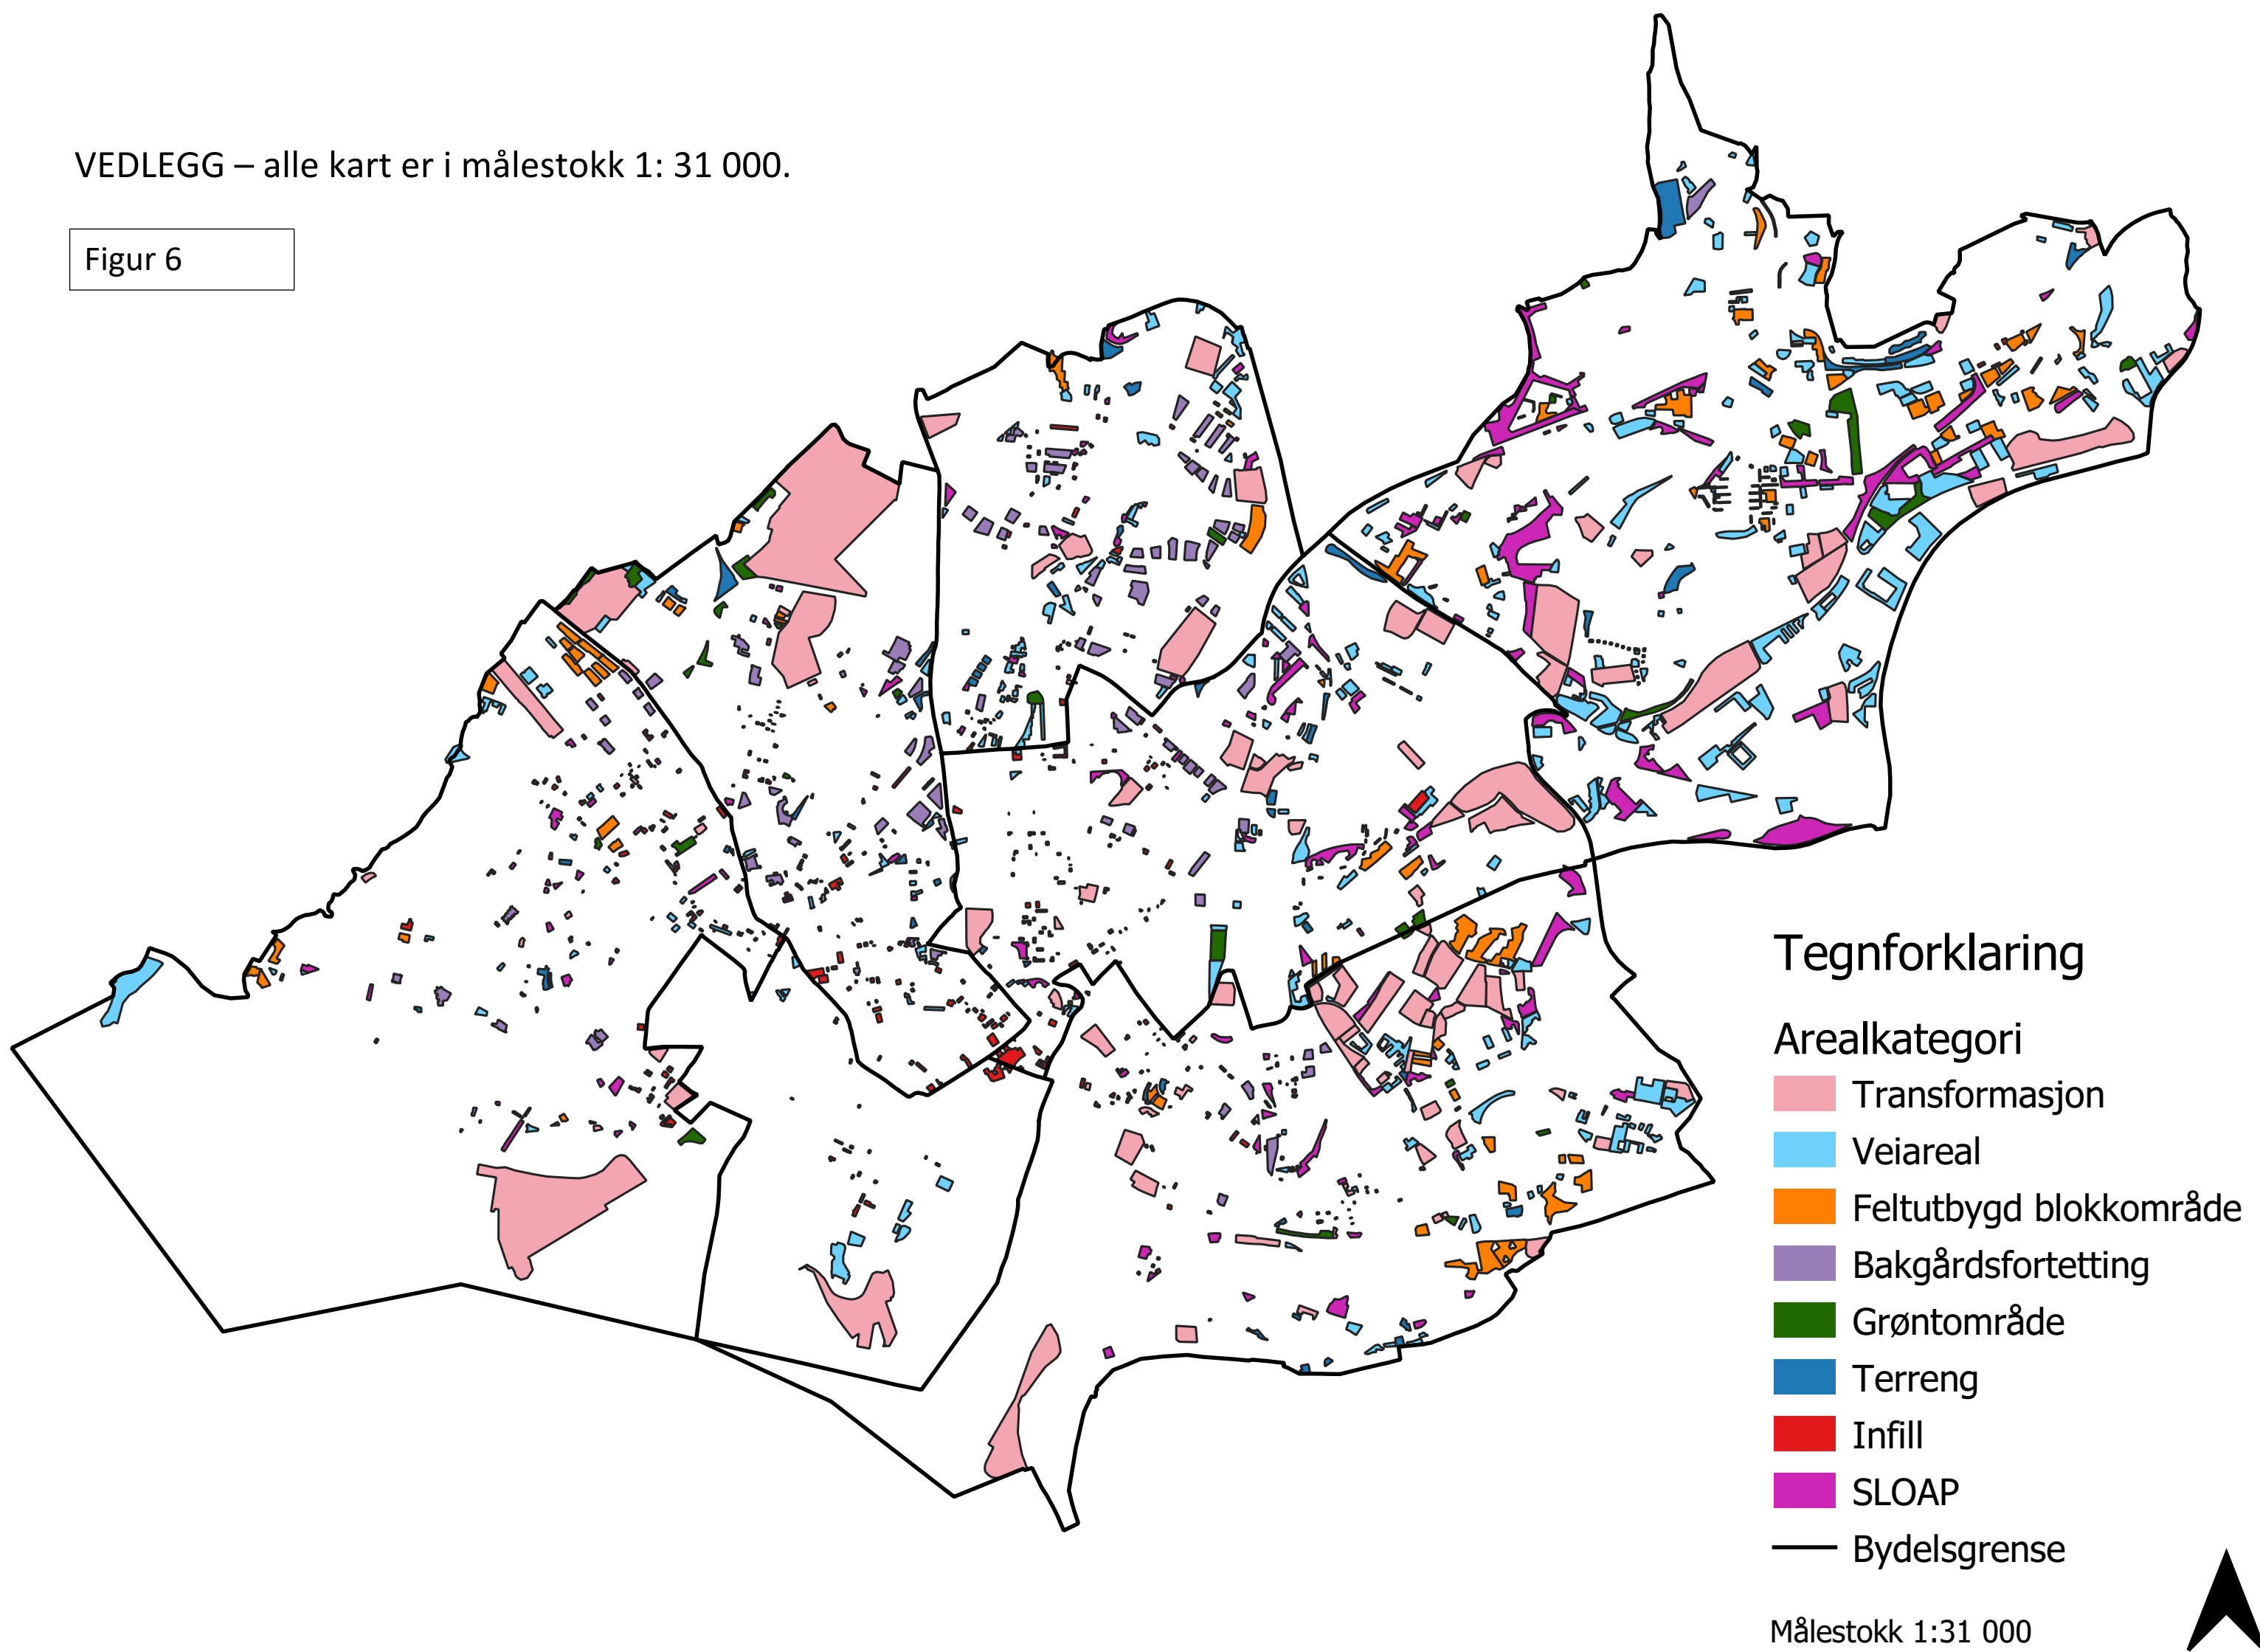 VEDLEGG – alle kart er i målestokk 1: 31 000.
Figur 6
Tegnforklaring
Arealkategori
Transformasjon
Veiareal
Feltutbygd blokkområde
Bakgårdsfortetting
Grøntområde
Terreng
Infill
SLOAP
Bydelsgrense
Målestokk 1:31 000